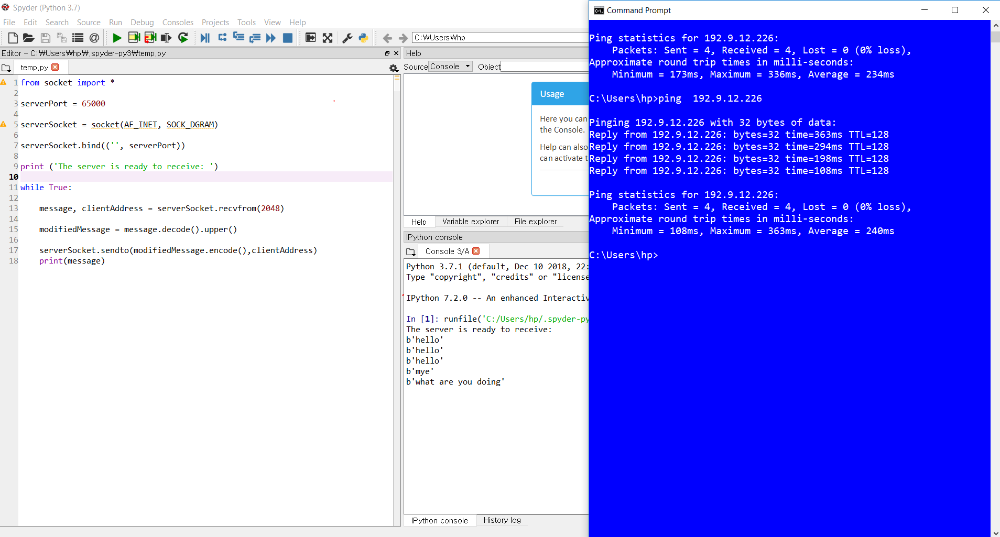 Spyder (Python 3.7)
File Edit Search Source Run Debug Consoles Projects Tools View Help
C:₩Users₩hp
Editor - C:₩Users₩hp₩.spyder-py3₩temp.py
temp.py
1 from socket import *
2
3 serverPort = 65000
4
5 serverSocket = socket(AF_INET, SOCK_DGRAM)
6
7 serverSocket.bind(('', serverPort))
8
9 print ('The server is ready to receive: ')
10
11 while True:
12
13 message, clientAddress = serverSocket.recvfrom(2048)
14
15 modifiedMessage = message.decode().upper()
16
17 serverSocket.sendto(modifiedMessage.encode(),clientAddress)
18 print(message)
Help
Source Console Object
Usage
Here you can
the Console.
Help can also
can activate t
Help Variable explorer File explorer
IPython console
Console 3/A
Python 3.7.1 (default, Dec 10 2018, 22:
Type "copyright", "credits" or "license
IPython 7.2.0 -- An enhanced Interactiv
In [1]: runfile('C:/Users/hp/.spyder-py
The server is ready to receive:
b'hello'
b'hello'
b'hello'
b'mye'
b'what are you doing'
IPython console History log
Command Prompt
Ping statistics for 192.9.12.226:
Packets: Sent = 4, Received = 4, Lost = 0 (0% loss),
Approximate round trip times in milli-seconds:
Minimum = 173ms, Maximum = 336ms, Average = 234ms
C:\Users\hp>ping  192.9.12.226
Pinging 192.9.12.226 with 32 bytes of data:
Reply from 192.9.12.226: bytes=32 time=363ms TTL=128
Reply from 192.9.12.226: bytes=32 time=294ms TTL=128
Reply from 192.9.12.226: bytes=32 time=198ms TTL=128
Reply from 192.9.12.226: bytes=32 time=108ms TTL=128
Ping statistics for 192.9.12.226:
Packets: Sent = 4, Received = 4, Lost = 0 (0% loss),
Approximate round trip times in milli-seconds:
Minimum = 108ms, Maximum = 363ms, Average = 240ms
C:\Users\hp>